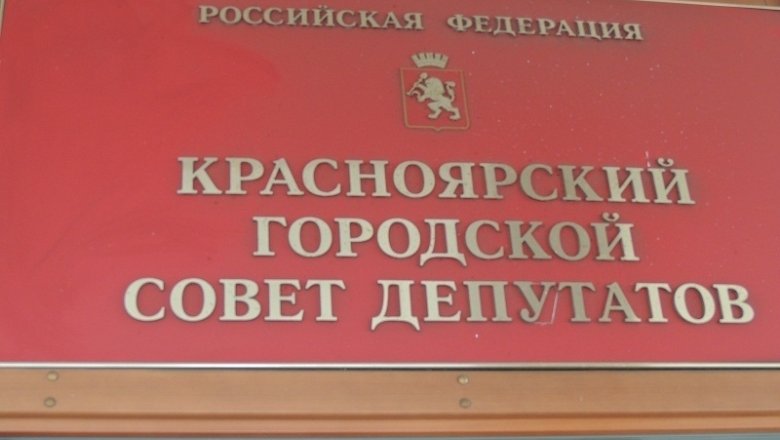 РОССИЙСКАЯ ФЕДЕРАЦИЯ
КРАСНОЯРСКИЙ
ГОРОДСКОЙ
СОВЕТ ДЕПУТАТОВ